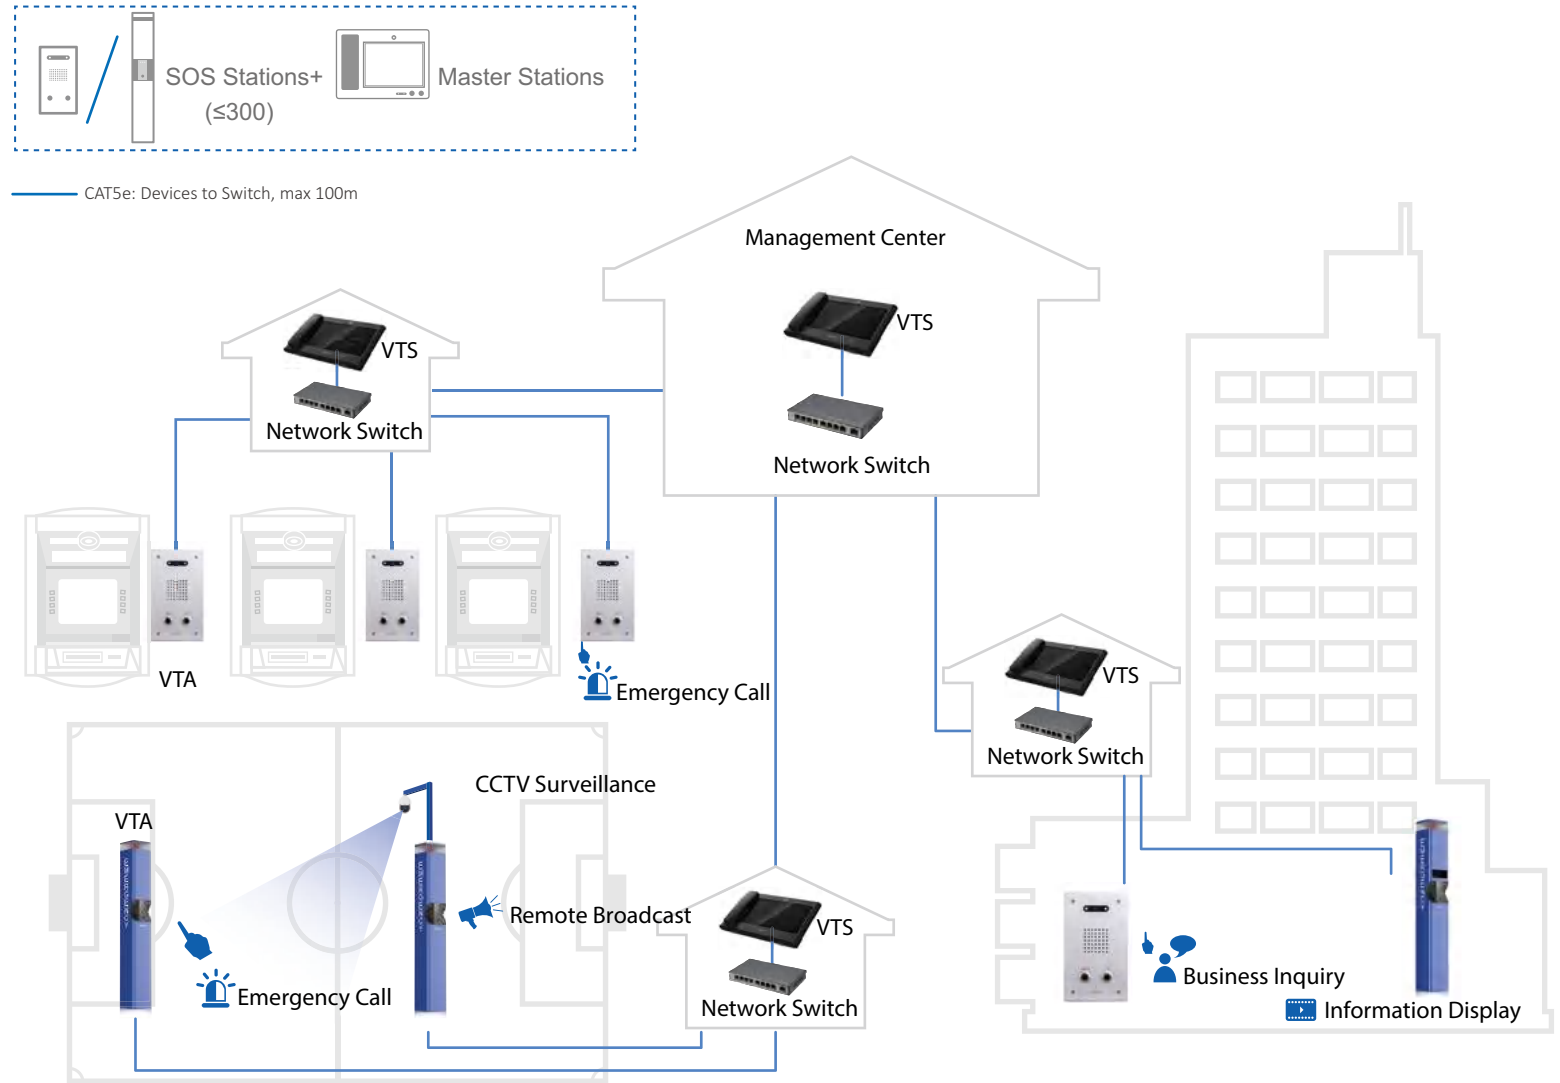 SOS Stations+
(≤300)
Master Stations
CAT5e: Devices to Switch, max 100m
Management Center
VTS
Network Switch
VTS
Network Switch
VTA
Emergency Call
VTS
Network Switch
CCTV Surveillance
VTA
Remote Broadcast
Emergency Call
VTS
Network Switch
Business Inquiry
Information Display